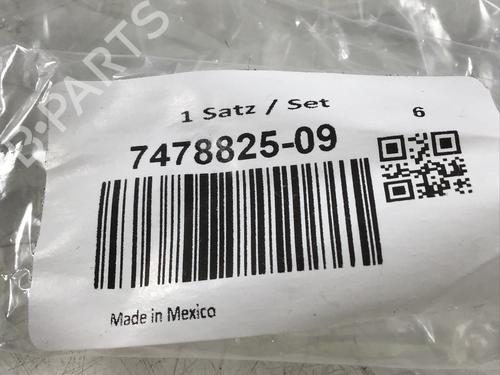 B-PARTS
1 Satz / Set
6
7478825-09
Made in Mexico